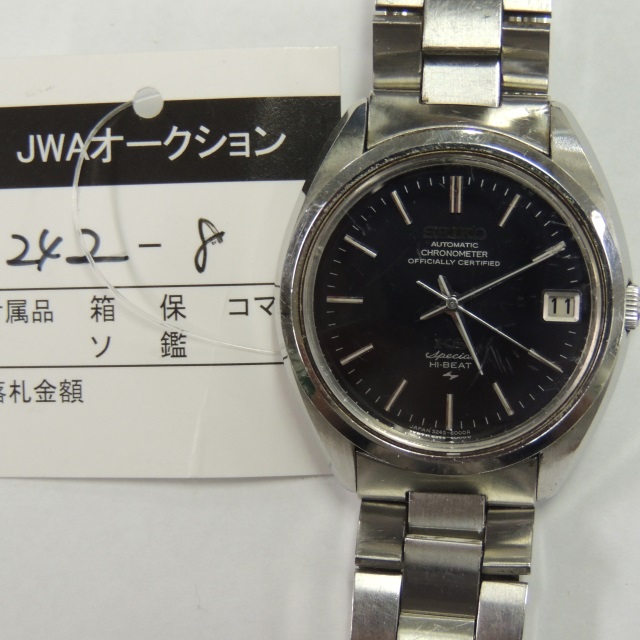 JWAオークション
242-8
属品 箱 保 コマ
ソ 鑑
落札金額
SEIKO
AUTOMATIC
CHRONOMETER
OFFICIALLY CERTIFIED
11
Special
HI-BEAT